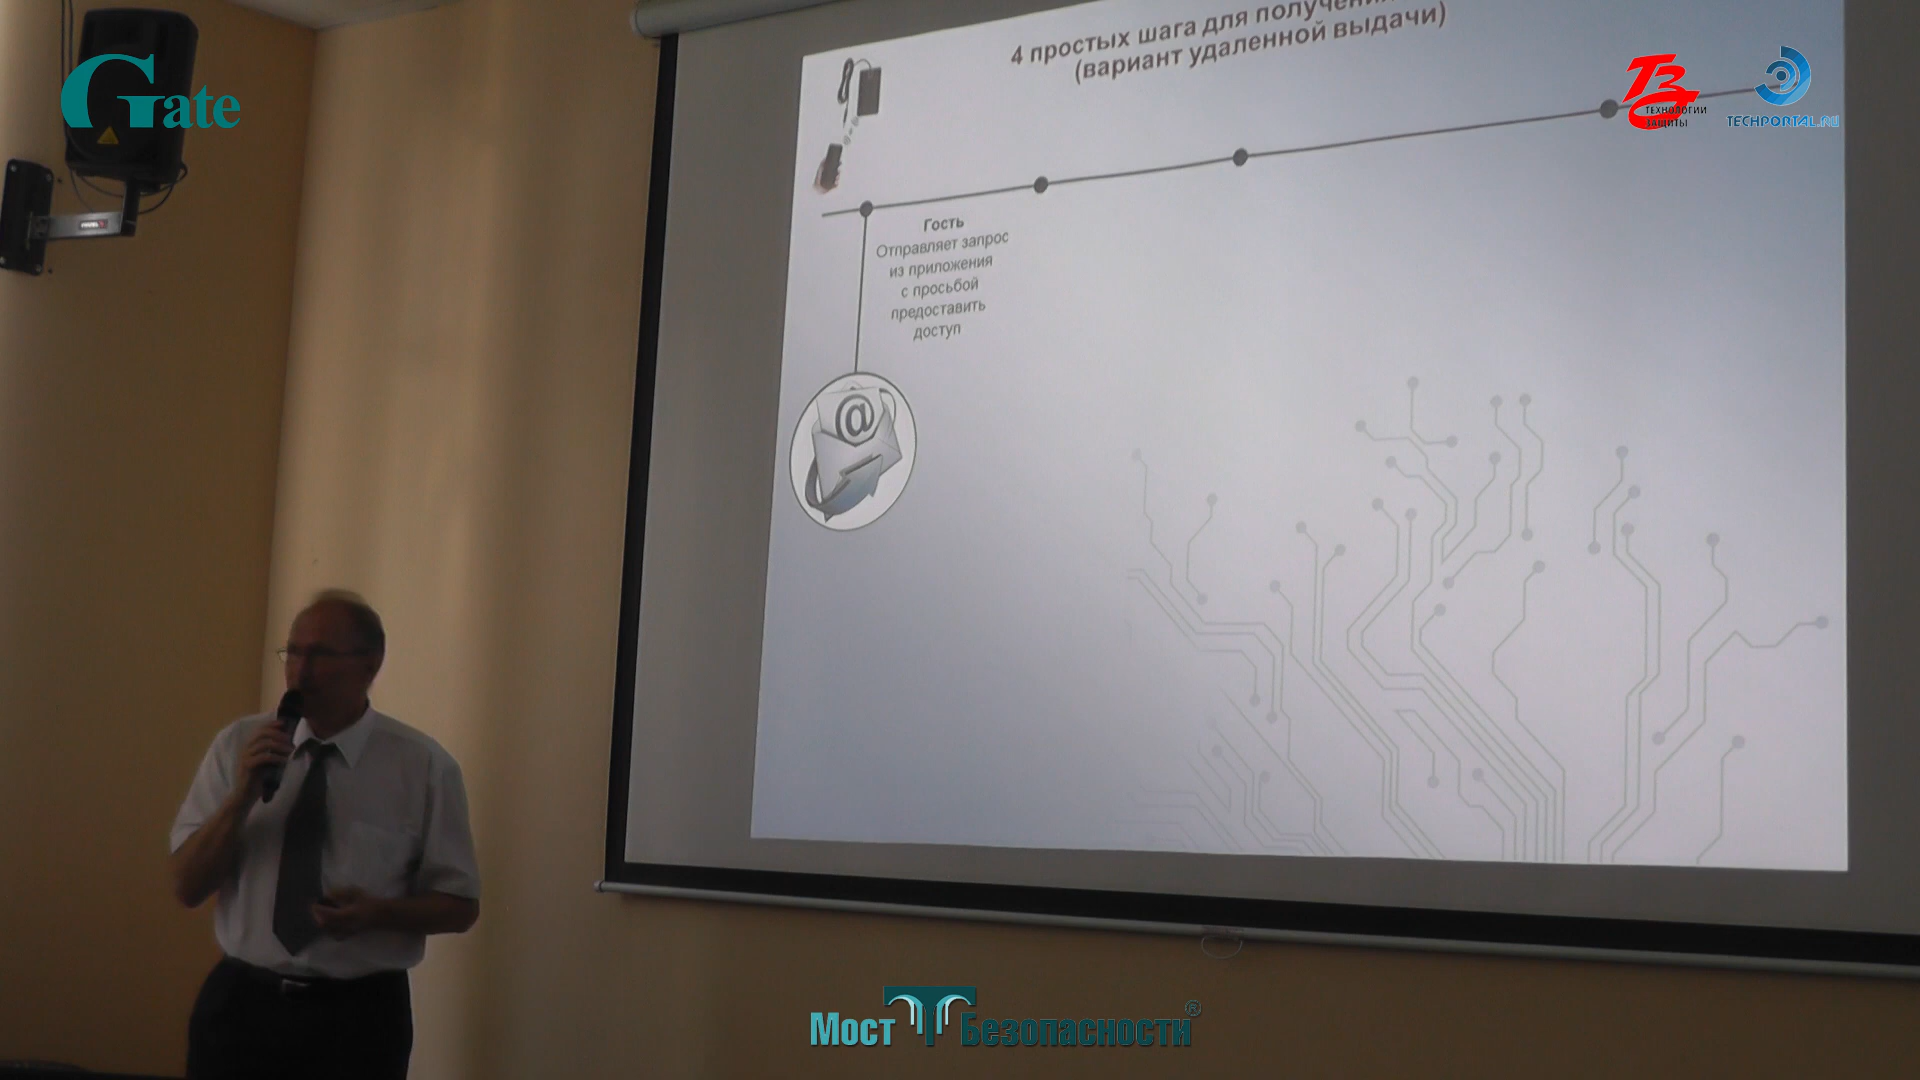 Gate
4 простых шага для
(вариант удаленной выдачи)
ТЗ
ТЕХНОЛОГИИ
ЗАЩИТЫ
TECHPORTAL.RU
Гость
Отправляет запрос
из приложения
с просьбой
предоставить
доступ
@
Мост Безопасности®